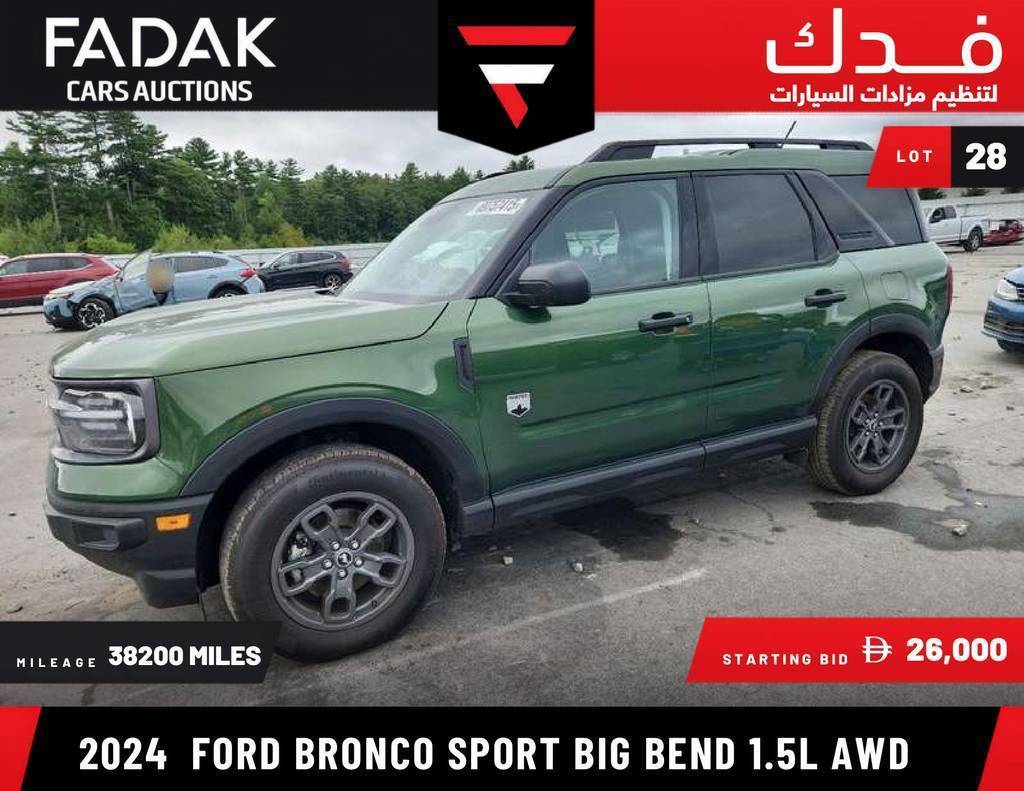 FADAK
CARS AUCTIONS
فدك
لتنظيم مزادات السيارات
LOT 28
MILEAGE 38200 MILES
STARTING BID 26,000
2024 FORD BRONCO SPORT BIG BEND 1.5L AWD